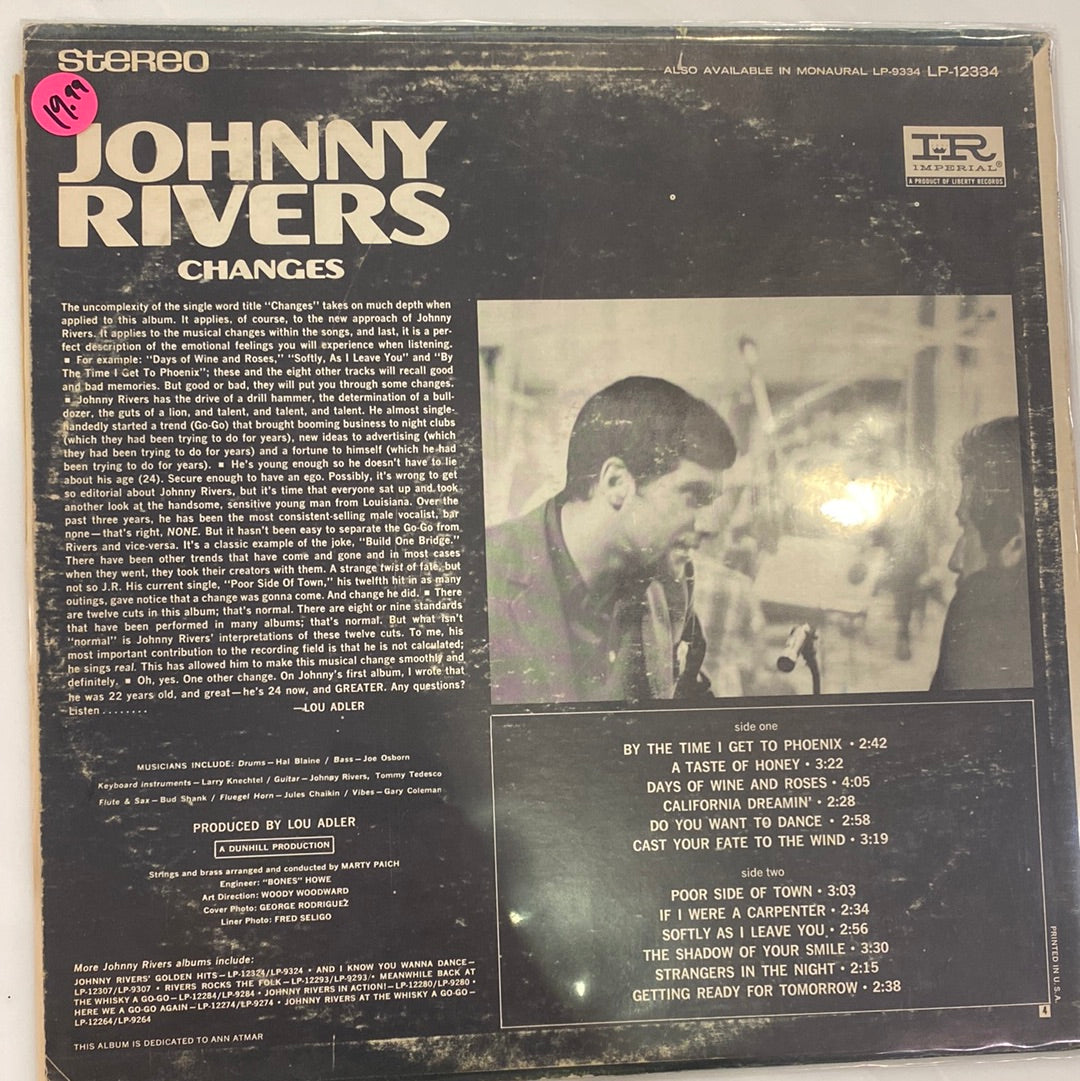 STEREO
ALSO AVAILABLE IN MONAURAL LP-9334 LP-12334
19.99
JOHNNY
RIVERS
CHANGES
IR
IMPERIAL®
A PRODUCT OF LIBERTY RECORDS
The uncomplexity of the single word title "Changes" takes on much depth when
applied to this album. It applies, of course, to the new approach of Johnny
Rivers. It applies to the musical changes within the songs, and last, it is a per-
fect description of the emotional feelings you will experience when listening.
▪ For example: "Days of Wine and Roses," "Softly, As I Leave You" and "By
The Time I Get To Phoenix"; these and the eight other tracks will recall good
and bad memories. But good or bad, they will put you through some changes.
▪ Johnny Rivers has the drive of a drill hammer, the determination of a bull-
dozer, the guts of a lion, and talent, and talent, and talent. He almost single-
handedly started a trend (Go-Go) that brought booming business to night clubs
(which they had been trying to do for years), new ideas to advertising (which
they had been trying to do for years) and a fortune to himself (which he had
been trying to do for years). ▪ He's young enough so he doesn't have to lie
about his age (24). Secure enough to have an ego. Possibly, it's wrong to get
so editorial about Johnny Rivers, but it's time that everyone sat up and took
another look at the handsome, sensitive young man from Louisiana. Over the
past three years, he has been the most consistent-selling male vocalist, bar
none—that's right, NONE. But it hasn't been easy to separate the Go-Go from
Rivers and vice-versa. It's a classic example of the joke, "Build One Bridge."
There have been other trends that have come and gone and in most cases
when they went, they took their creators with them. A strange twist of fate, but
not so J.R. His current single, "Poor Side Of Town," his twelfth hit in as many
outings, gave notice that a change was gonna come. And change he did. ▪ There
are twelve cuts in this album; that's normal. There are eight or nine standards
that have been performed in many albums; that's normal. But what isn't
"normal" is Johnny Rivers' interpretations of these twelve cuts. To me, his
most important contribution to the recording field is that he is not calculated;
he sings real. This has allowed him to make this musical change smoothly and
definitely. ▪ Oh, yes. One other change. On Johnny's first album, I wrote that
he was 22 years old, and great—he's 24 now, and GREATER. Any questions?
Listen........ —LOU ADLER
MUSICIANS INCLUDE: Drums—Hal Blaine / Bass—Joe Osborn
Keyboard instruments—Larry Knechtel / Guitar—Johnny Rivers, Tommy Tedesco
Flute & Sax—Bud Shank / Fluegel Horn—Jules Chaikin / Vibes—Gary Coleman
PRODUCED BY LOU ADLER
A DUNHILL PRODUCTION
Strings and brass arranged and conducted by MARTY PAICH
Engineer: "BONES" HOWE
Art Direction: WOODY WOODWARD
Cover Photo: GEORGE RODRIGUEZ
Liner Photo: FRED SELIGO
More Johnny Rivers albums include:
JOHNNY RIVERS' GOLDEN HITS—LP-12324/LP-9324 • AND I KNOW YOU WANNA DANCE—
LP-12307/LP-9307 • RIVERS ROCKS THE FOLK—LP-12293/LP-9293 • MEANWHILE BACK AT
THE WHISKY A GO-GO—LP-12284/LP-9284 • JOHNNY RIVERS IN ACTION!—LP-12280/LP-9280 •
HERE WE A GO-GO AGAIN—LP-12274/LP-9274 • JOHNNY RIVERS AT THE WHISKY A GO-GO—
LP-12264/LP-9264
THIS ALBUM IS DEDICATED TO ANN ATMAR
side one
BY THE TIME I GET TO PHOENIX • 2:42
A TASTE OF HONEY • 3:22
DAYS OF WINE AND ROSES • 4:05
CALIFORNIA DREAMIN' • 2:28
DO YOU WANT TO DANCE • 2:58
CAST YOUR FATE TO THE WIND • 3:19
side two
POOR SIDE OF TOWN • 3:03
IF I WERE A CARPENTER • 2:34
SOFTLY AS I LEAVE YOU • 2:56
THE SHADOW OF YOUR SMILE • 3:30
STRANGERS IN THE NIGHT • 2:15
GETTING READY FOR TOMORROW • 2:38
PRINTED IN U.S.A.
4